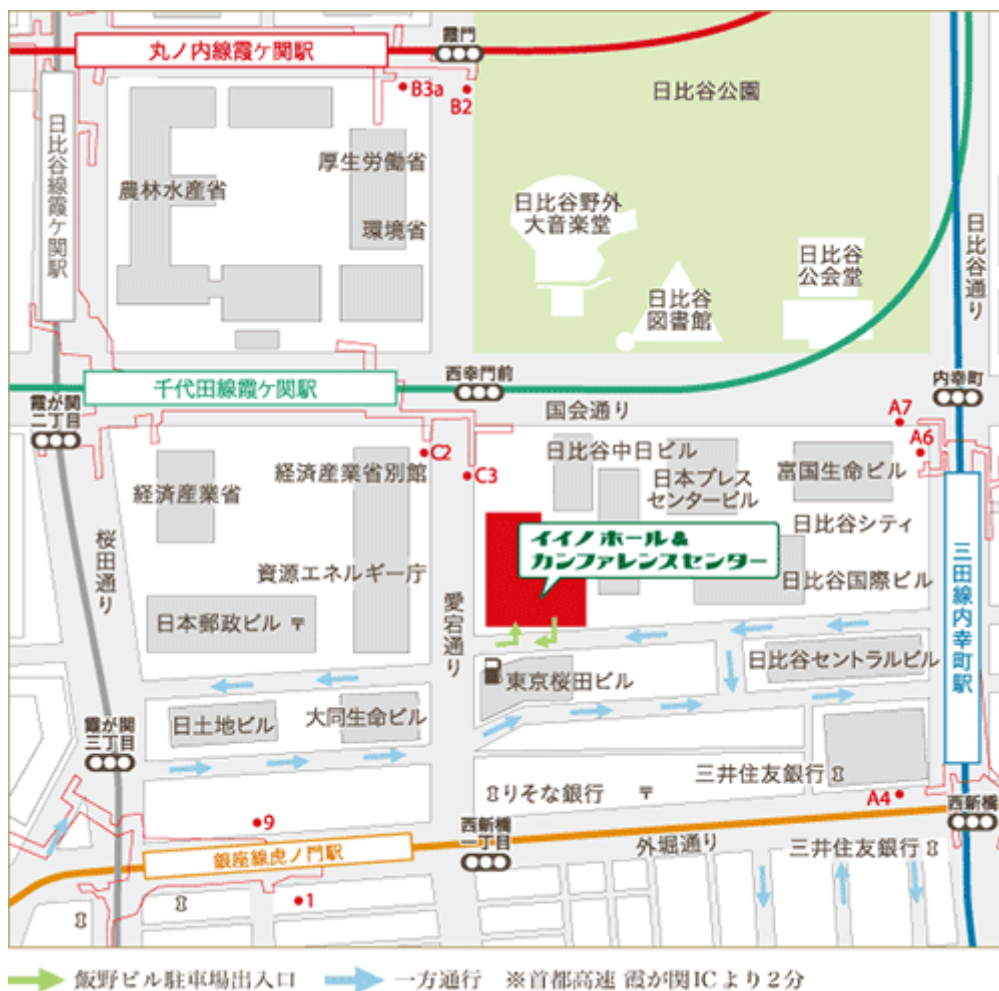 霞門
丸ノ内線霞ケ関駅
B3a
B2
日比谷公園
日比谷線霞ケ関駅
厚生労働省
農林水産省
環境省
日比谷野外
大音楽堂
日比谷
公会堂
日比谷通り
日比谷
図書館
千代田線霞ケ関駅
西幸門前
内幸町
霞が関
二丁目
国会通り
A7
A6
C2
C3
日比谷中日ビル
経済産業省別館
日本プレス
センタービル
富国生命ビル
経済産業省
日比谷シティ
イイノホール&
カンファレンスセンター
桜田通り
資源エネルギー庁
日比谷国際ビル
三田線内幸町駅
愛宕通り
日本郵政ビル 〒
日比谷セントラルビル
東京桜田ビル
日土地ビル
大同生命ビル
霞が関
三丁目
三井住友銀行
りそな銀行
〒
A4
西新橋
9
西新橋
一丁目
外堀通り
三井住友銀行
銀座線虎ノ門駅
1
飯野ビル駐車場出入口
一方通行
※首都高速 霞が関ICより2分